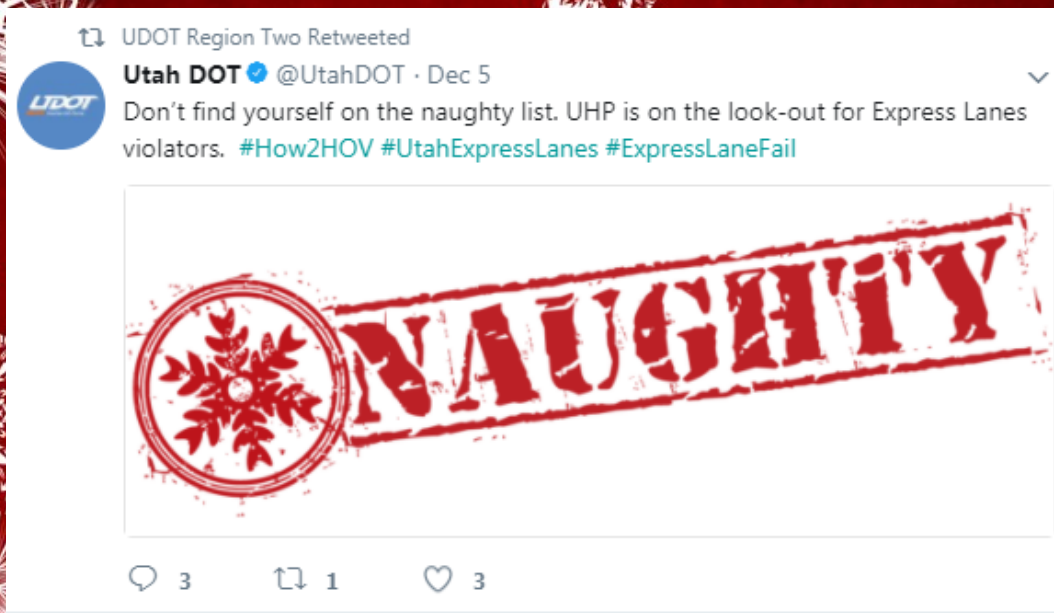 UDOT Region Two Retweeted
Utah DOT @UtahDOT · Dec 5
UDOT
Don't find yourself on the naughty list. UHP is on the look-out for Express Lanes
violators. #How2HOV #UtahExpressLanes #ExpressLaneFail
NAUGHTY
3 1 3